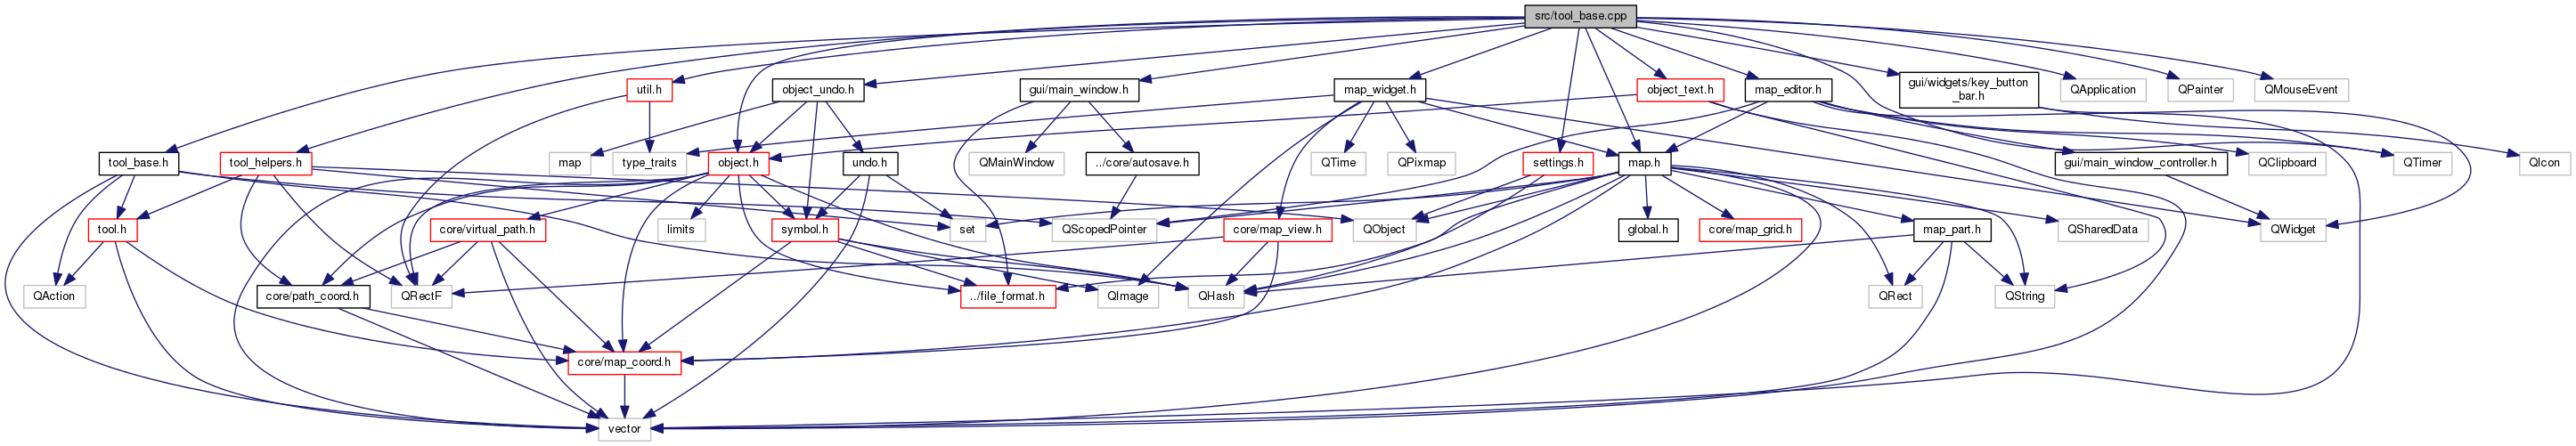 src/tool_base.cpp
util.h
object_undo.h
gui/main_window.h
map_widget.h
object_text.h
map_editor.h
gui/widgets/key_button
_bar.h
QApplication
QPainter
QMouseEvent
tool_base.h
tool_helpers.h
map
type_traits
object.h
undo.h
QMainWindow
../core/autosave.h
QTime
QPixmap
settings.h
map.h
gui/main_window_controller.h
QClipboard
QTimer
QIcon
tool.h
core/virtual_path.h
limits
symbol.h
set
QScopedPointer
core/map_view.h
QObject
global.h
core/map_grid.h
map_part.h
QSharedData
QWidget
QAction
core/path_coord.h
QRectF
../file_format.h
QImage
QHash
QRect
QString
core/map_coord.h
vector